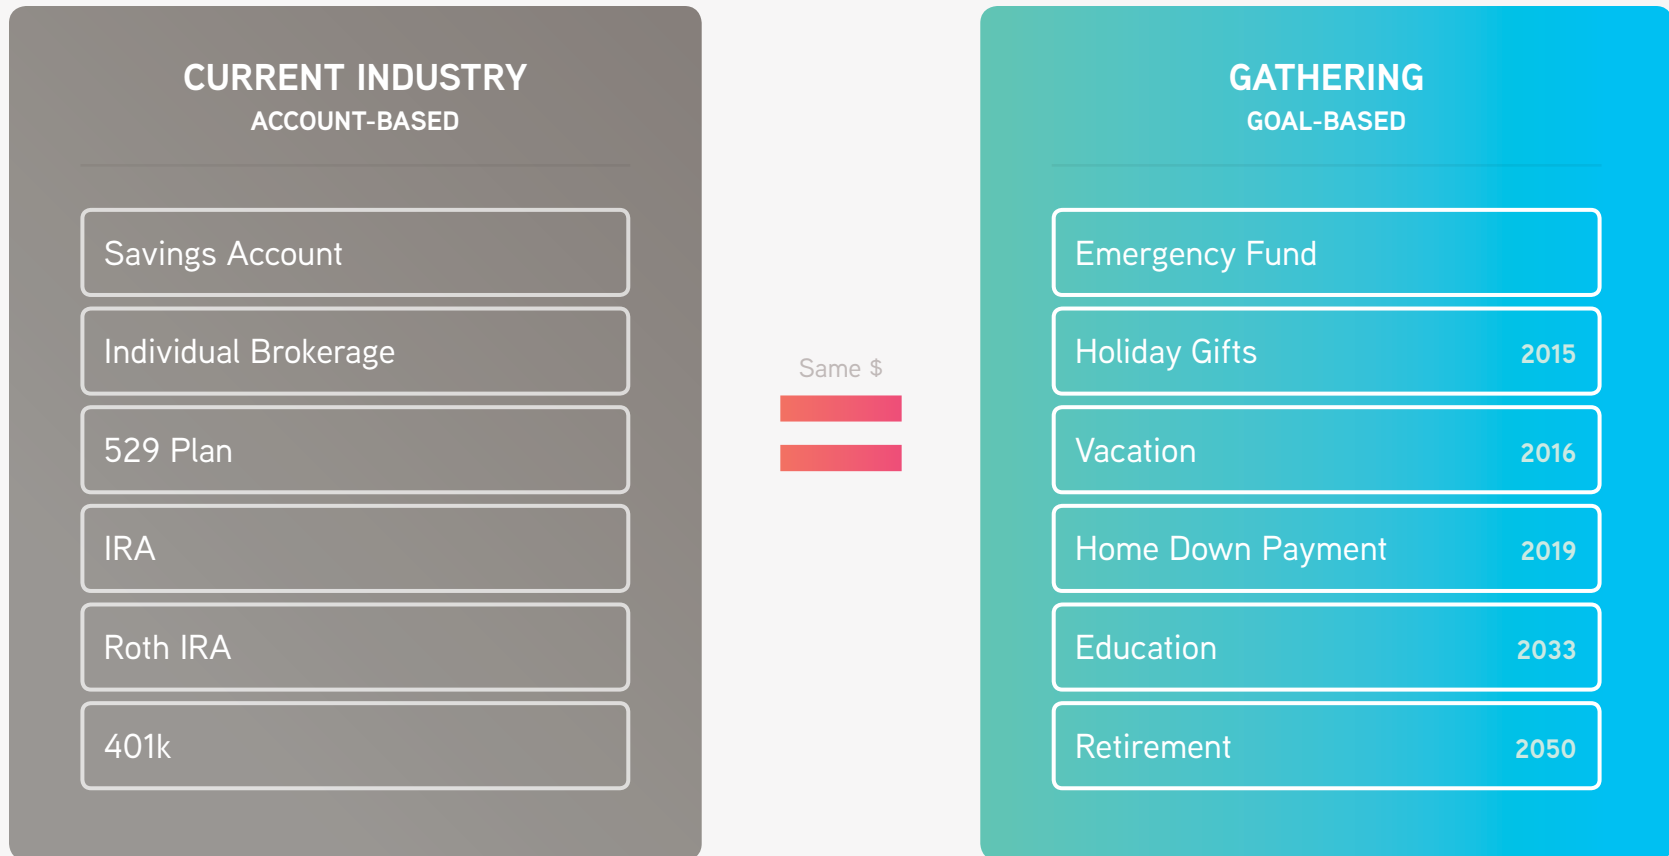 CURRENT INDUSTRY
ACCOUNT-BASED
Savings Account
Individual Brokerage
529 Plan
IRA
Roth IRA
401k
Same $
GATHERING
GOAL-BASED
Emergency Fund
Holiday Gifts 2015
Vacation 2016
Home Down Payment 2019
Education 2033
Retirement 2050